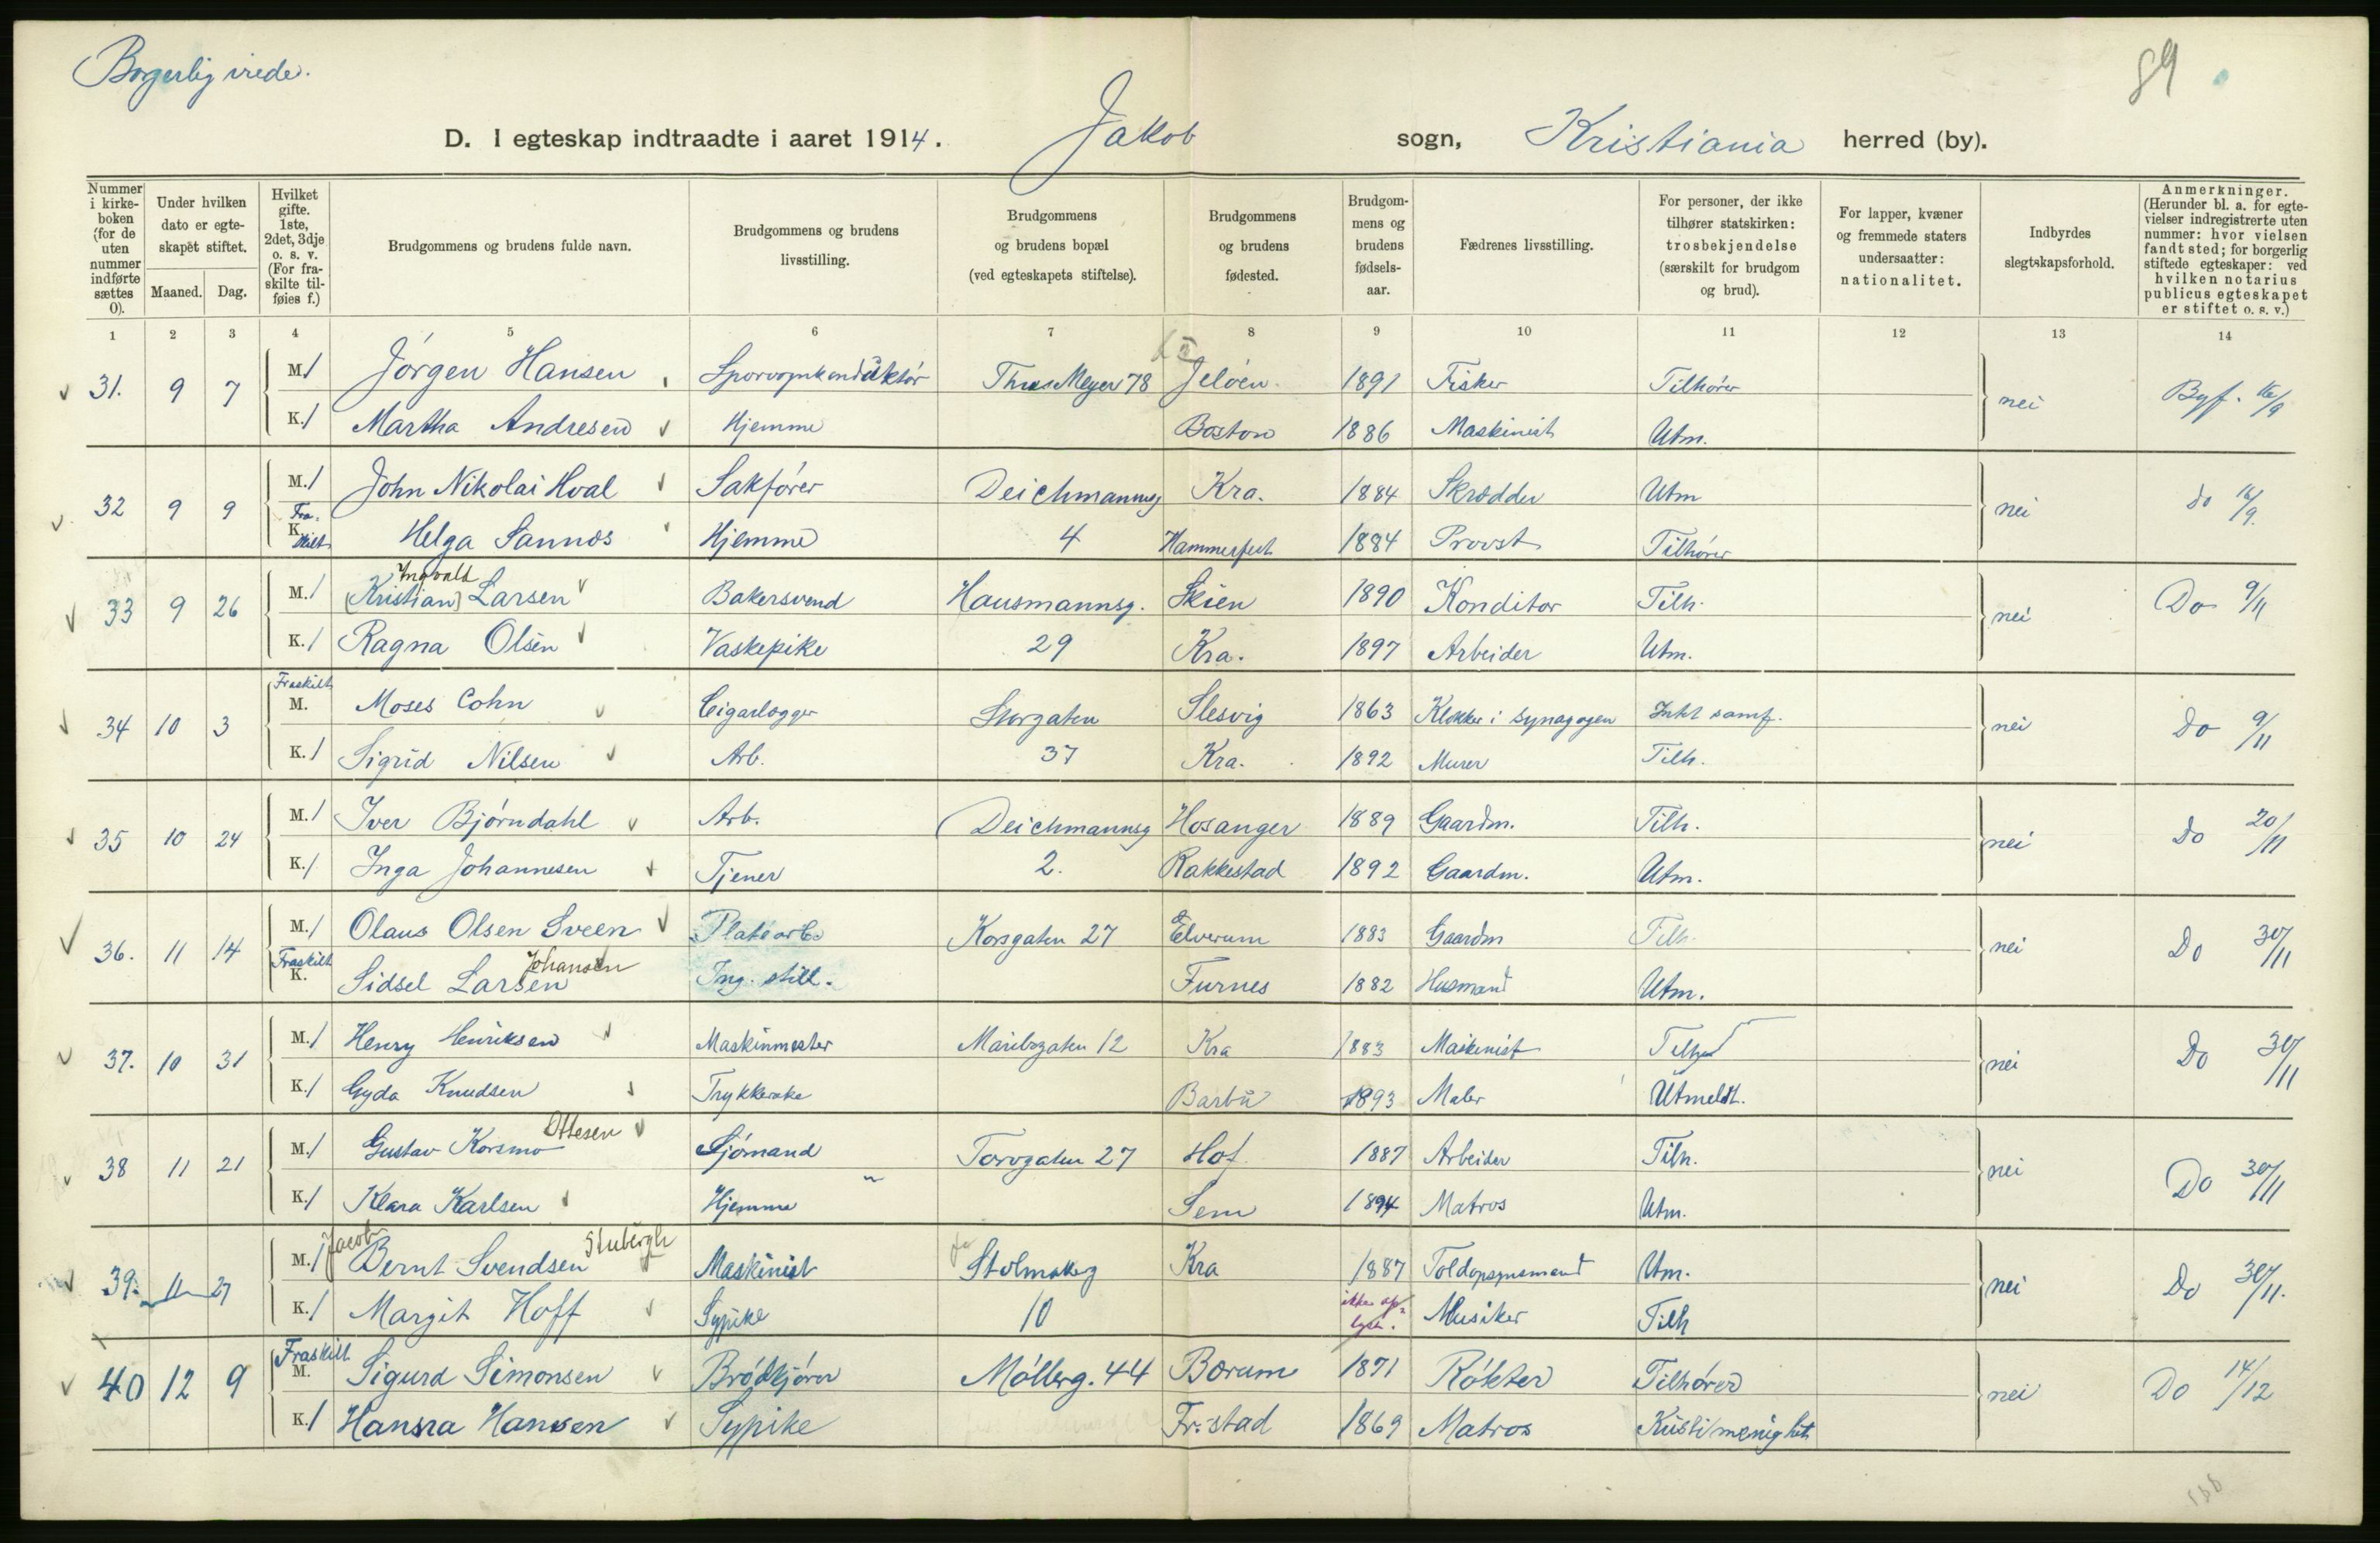 Borgerlig viede.
89
D. I egteskap indtraadte i aaret 1914. Jakob sogn, Kristiania herred (by).
Nummer i kirkeboken (for de uten nummer indførte sættes 0).
Under hvilken dato er egteskapet stiftet.
Maaned. Dag.
Hvilket gifte. 1ste, 2det, 3dje o. s. v. (For fraskilte tilføies f.)
Brudgommens og brudens fulde navn.
Brudgommens og brudens livsstilling.
Brudgommens og brudens bopæl (ved egteskapets stiftelse).
Brudgommens og brudens fødested.
Brudgommens og brudens fødselsaar.
Fædrenes livsstilling.
For personer, der ikke tilhører statskirken: trosbekjendelse (særskilt for brudgom og brud).
For lapper, kvæner og fremmede staters undersaatter: nationalitet.
Indbyrdes slegtskapsforhold.
Anmerkninger. (Herunder bl. a. for egtevielser indregistrerte uten nummer: hvor vielsen fandt sted; for borgerlig stiftede egteskaper: ved hvilken notarius publicus egteskapet er stiftet o. s. v.)
1 2 3 4 5 6 7 8 9 10 11 12 13 14
31. 9 7 M. 1 Jörgen Hansen Sporvognkonduktör Thvs Meyer 78 Jelöen. 1891 Fisker Tilhörer nei Byf. 16/9
K. 1 Martha Andresen Hjemme Boston 1886 Maskinist Utm.
32 9 9 M. 1 John Nikolai Hval Sakförer Deichmannsg Kra. 1884 Skrædder Utm nei do 16/9.
K. Fraskilt Helga Sannes Hjemme 4 Hammerfest 1884 Provst Tilhörer
33 9 26 M. 1 Ingvald [Kristian] Larsen Bakersvend Hausmannsg. Skien 1890 Konditor Tilh. nei Do 9/11
K. 1 Ragna Olsen Vaskepike 29 Kra. 1897 Arbeider Utm.
34 10 3 Fraskilt M. Moses Cohn Cigarlægger Storgaten Slesvig 1863 Klokker i Synagogen samf. nei Do 9/11
K. 1 Sigrid Nilsen Arb. 37 Kra. 1892 Murer Tilh.
35 10 24 M. 1 Iver Björndahl Arb. Deichmannsg Hosanger 1889 Gaardm. Tilh. nei Do 20/11
K. 1 Inga Johannesen Tjener 2. Rakkestad 1892 Gaardm. Utm.
36. 11 14 M. 1 Olaus Olsen Sveen Platearb. Korsgaten 27 Elverum 1883 Gaardm Tilh. nei Do 30/11
Fraskilt K. Sidsel Larsen Johansen Ing. still. Furnes 1882 Husmand Utm.
37. 10 31 M. 1 Henry Henriksen Maskinmester Maribogaten 12 Kra 1883 Maskinist nei Do 30/11
K. 1 Gyda Knudsen Trykkerske Barbu 1893 Maler Utmeldt.
38 11 21 M. 1 Gustav Korsmo Ottesen Sjömand Torvgaten 27 Hof 1887 Arbeider Tilh. nei Do 30/11
K. 1 Klara Karlsen Hjemme Sem 1894 Matros Utm.
39. 11 27 M. 1 Jacob Bernt Svendsen Stubergh Maskinist Stolmakerg Kra 1887 Toldopsynsmand Utm. nei Do 30/11.
K. 1 Margit Hoff Sypike 10 ikke oplyst. Musiker Tilh
40 12 9 Fraskilt M. Sigurd Simonsen Brödkjörer Möllerg. 44 Bærum 1871 Rökter Tilhörer nei Do 14/12
K. 1 Hansra Hansen Sypike Fr.stad 1869 Matros